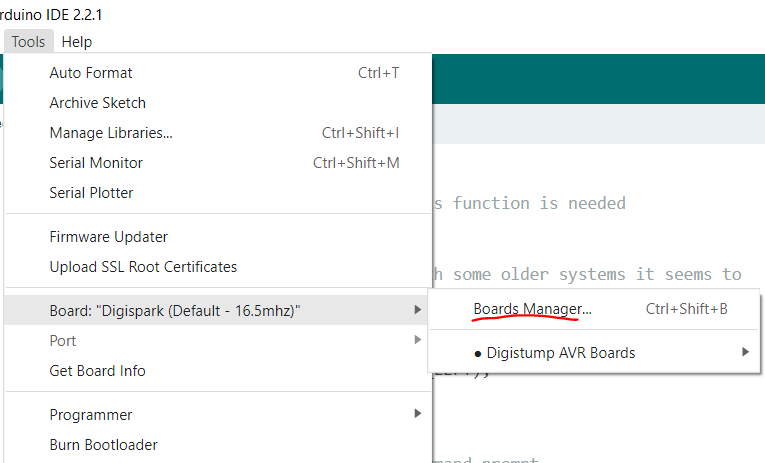 rduino IDE 2.2.1
Tools Help
Auto Format Ctrl+T
Archive Sketch
Manage Libraries... Ctrl+Shift+I
Serial Monitor Ctrl+Shift+M
Serial Plotter
s function is needed
Firmware Updater
Upload SSL Root Certificates
h some older systems it seems to
Board: "Digispark (Default - 16.5mhz)"
Boards Manager... Ctrl+Shift+B
Port
● Digistump AVR Boards
Get Board Info
Programmer
Burn Bootloader